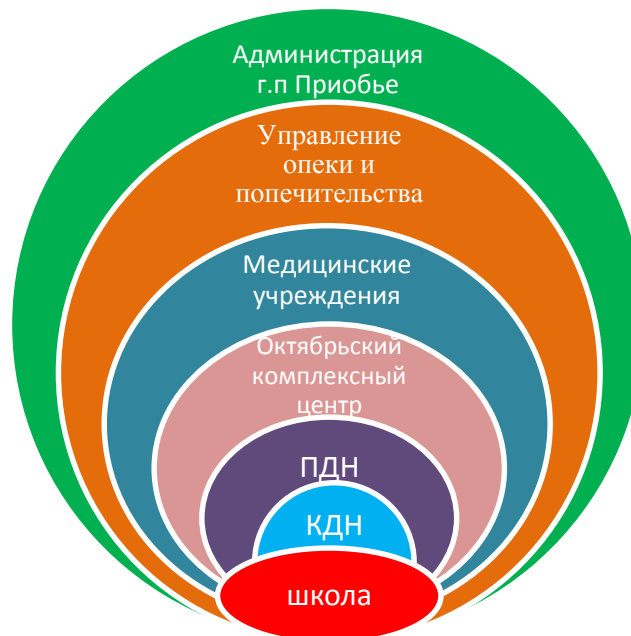 Администрация
г.п Приобье
Управление
опеки и
попечительства
Медицинские
учреждения
Октябрьский
комплексный
центр
ПДН
КДН
школа